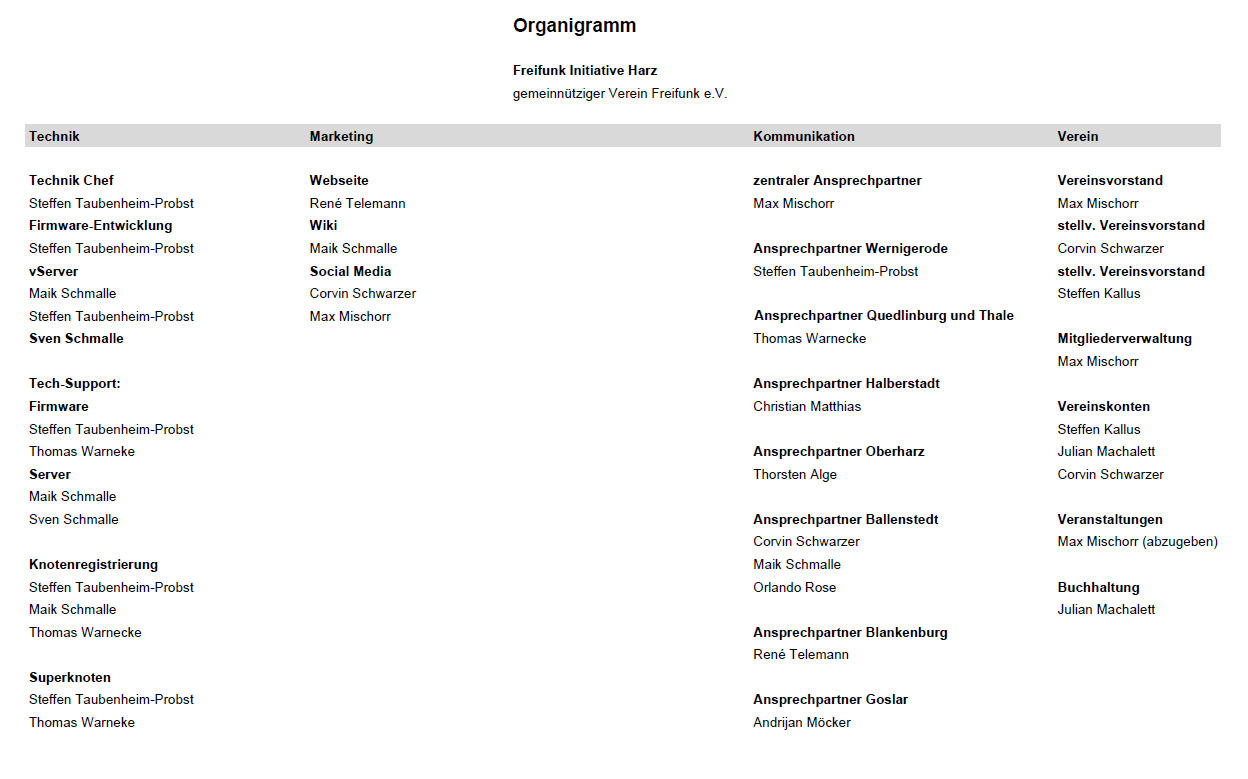 Organigramm
Freifunk Initiative Harz
gemeinnütziger Verein Freifunk e.V.
Technik
Marketing
Kommunikation
Verein
Technik Chef
Steffen Taubenheim-Probst
Firmware-Entwicklung
Steffen Taubenheim-Probst
vServer
Maik Schmalle
Steffen Taubenheim-Probst
Sven Schmalle
Tech-Support:
Firmware
Steffen Taubenheim-Probst
Thomas Warneke
Server
Maik Schmalle
Sven Schmalle
Knotenregistrierung
Steffen Taubenheim-Probst
Maik Schmalle
Thomas Warnecke
Superknoten
Steffen Taubenheim-Probst
Thomas Warneke
Webseite
René Telemann
Wiki
Maik Schmalle
Social Media
Corvin Schwarzer
Max Mischorr
zentraler Ansprechpartner
Max Mischorr
Ansprechpartner Wernigerode
Steffen Taubenheim-Probst
Ansprechpartner Quedlinburg und Thale
Thomas Warnecke
Ansprechpartner Halberstadt
Christian Matthias
Ansprechpartner Oberharz
Thorsten Alge
Ansprechpartner Ballenstedt
Corvin Schwarzer
Maik Schmalle
Orlando Rose
Ansprechpartner Blankenburg
René Telemann
Ansprechpartner Goslar
Andrijan Möcker
Vereinsvorstand
Max Mischorr
stellv. Vereinsvorstand
Corvin Schwarzer
stellv. Vereinsvorstand
Steffen Kallus
Mitgliederverwaltung
Max Mischorr
Vereinskonten
Steffen Kallus
Julian Machalett
Corvin Schwarzer
Veranstaltungen
Max Mischorr (abzugeben)
Buchhaltung
Julian Machalett